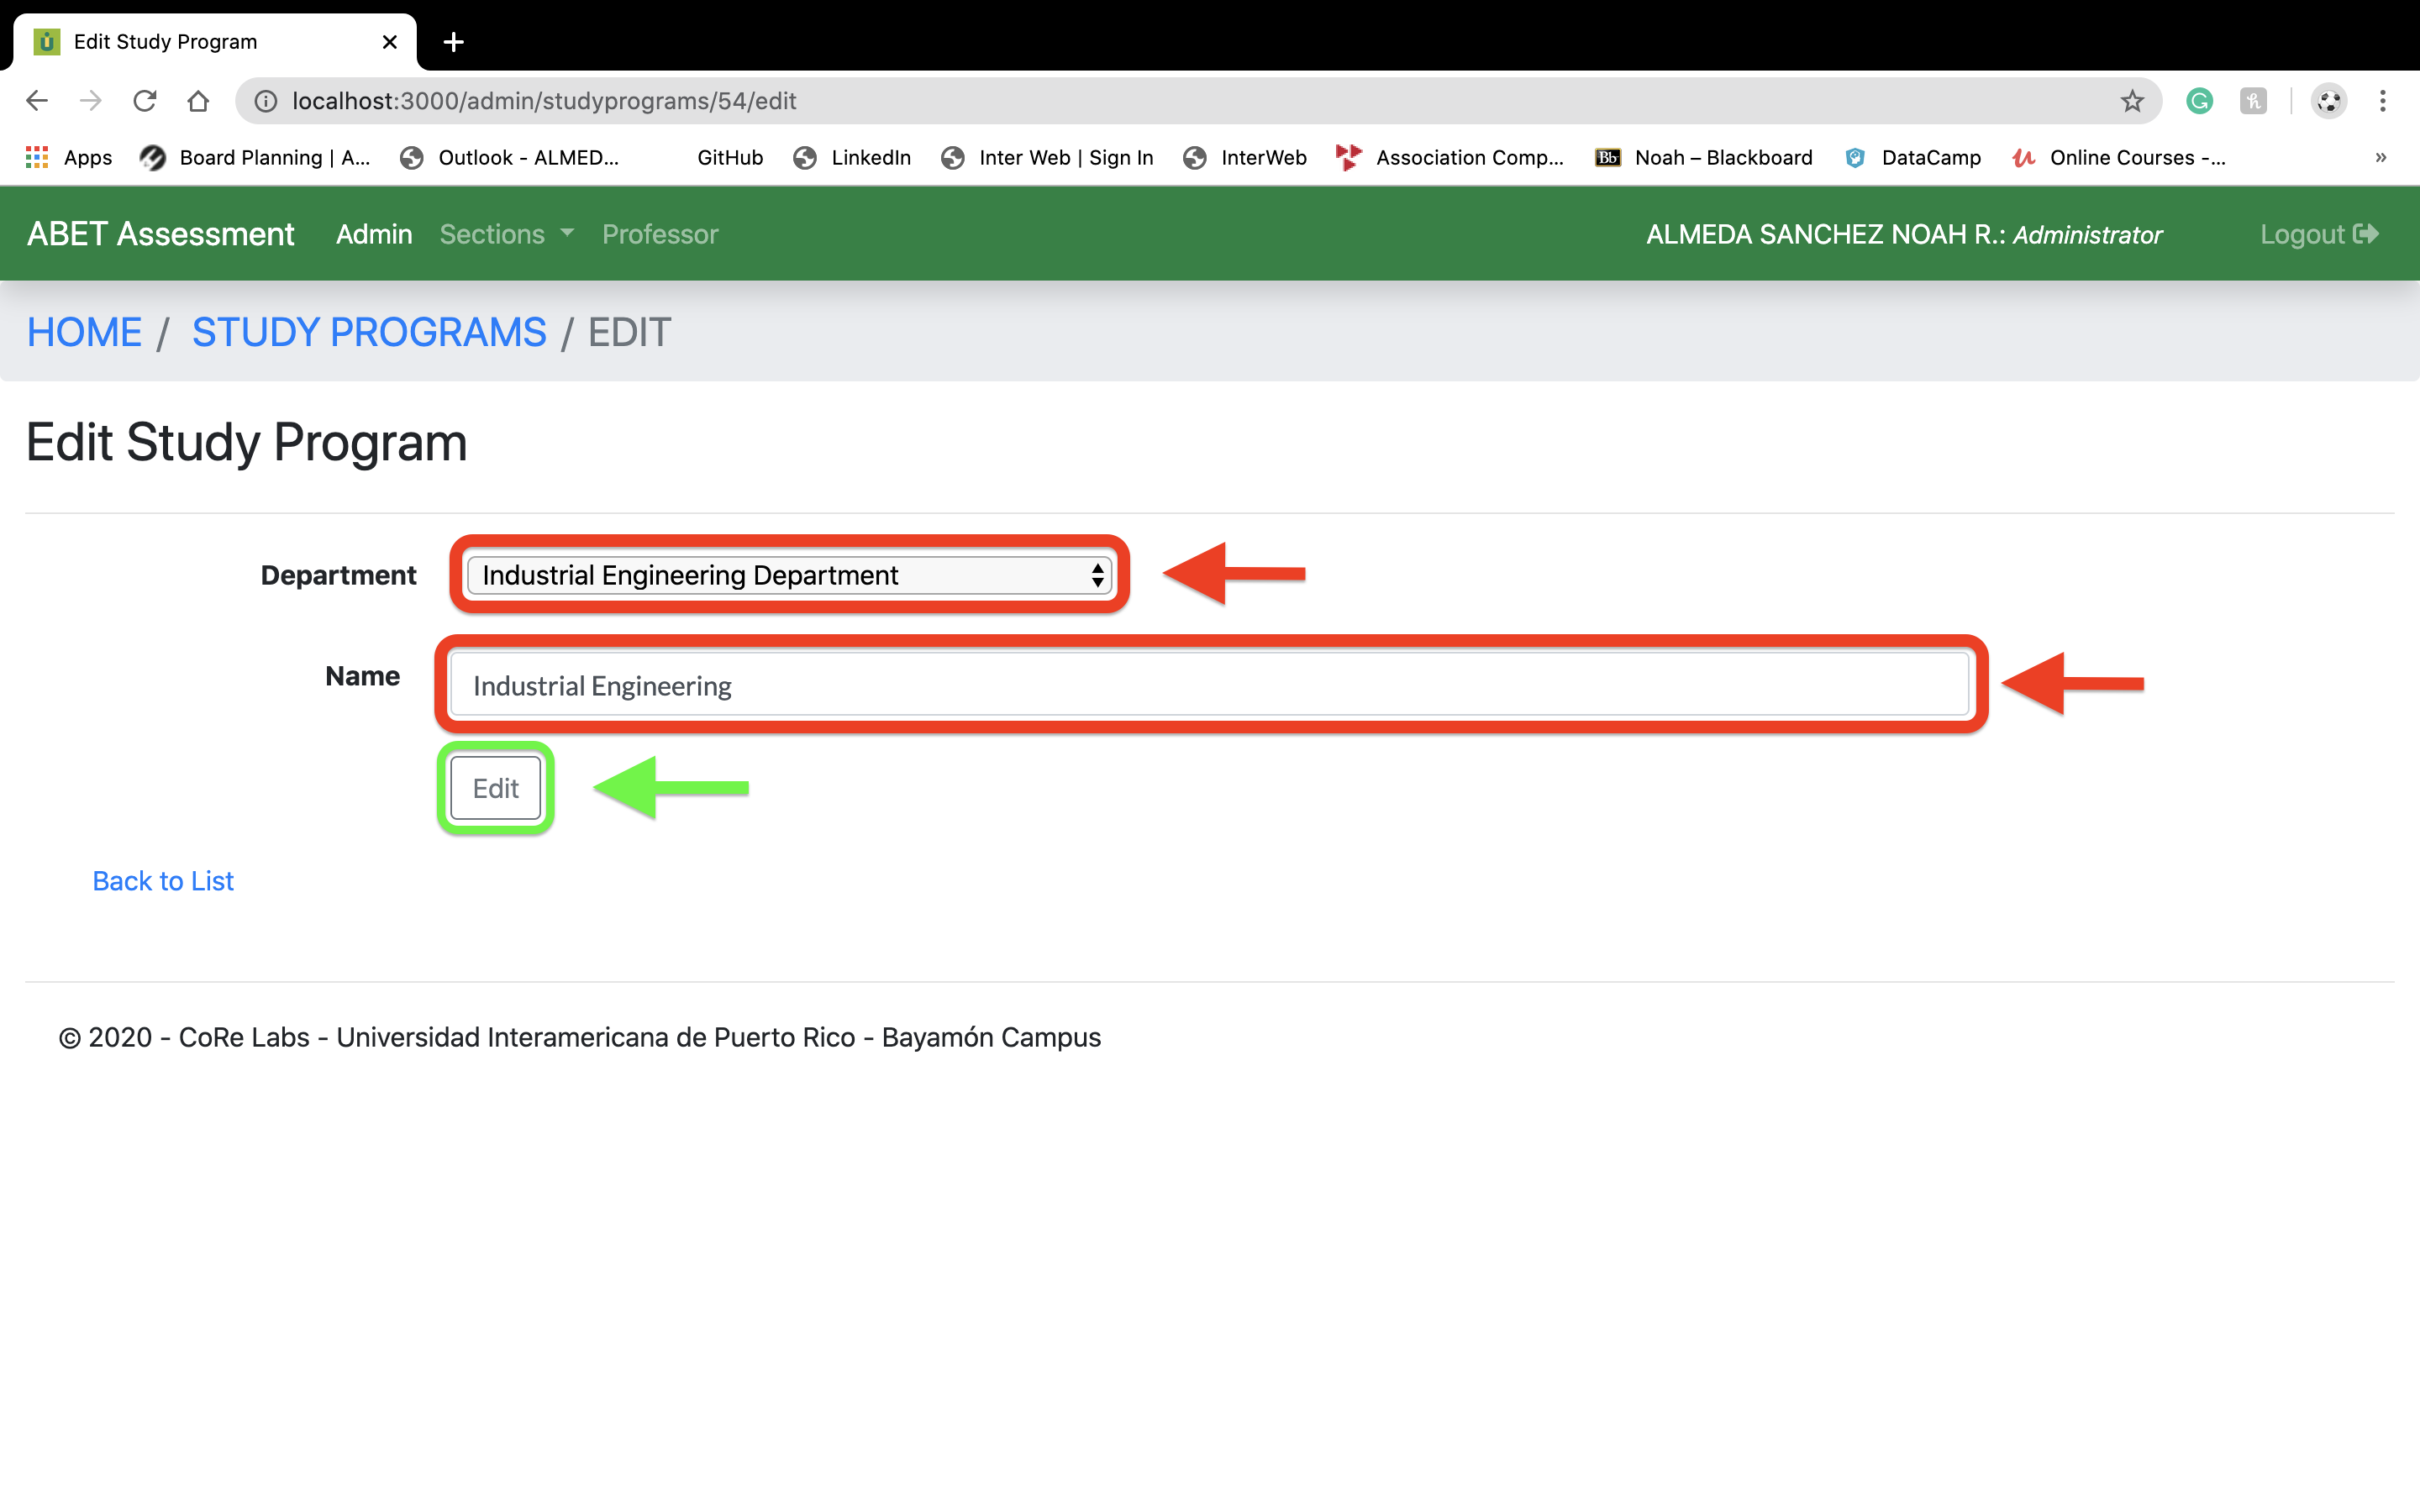 Edit Study Program
localhost:3000/admin/studyprograms/54/edit
Apps Board Planning | A... Outlook - ALMED... GitHub LinkedIn Inter Web | Sign In InterWeb Association Comp... Bb Noah – Blackboard DataCamp Online Courses -... »
ABET Assessment Admin Sections Professor ALMEDA SANCHEZ NOAH R.: Administrator Logout
HOME / STUDY PROGRAMS / EDIT
Edit Study Program
Department Industrial Engineering Department
Name Industrial Engineering
Edit
Back to List
© 2020 - CoRe Labs - Universidad Interamericana de Puerto Rico - Bayamón Campus